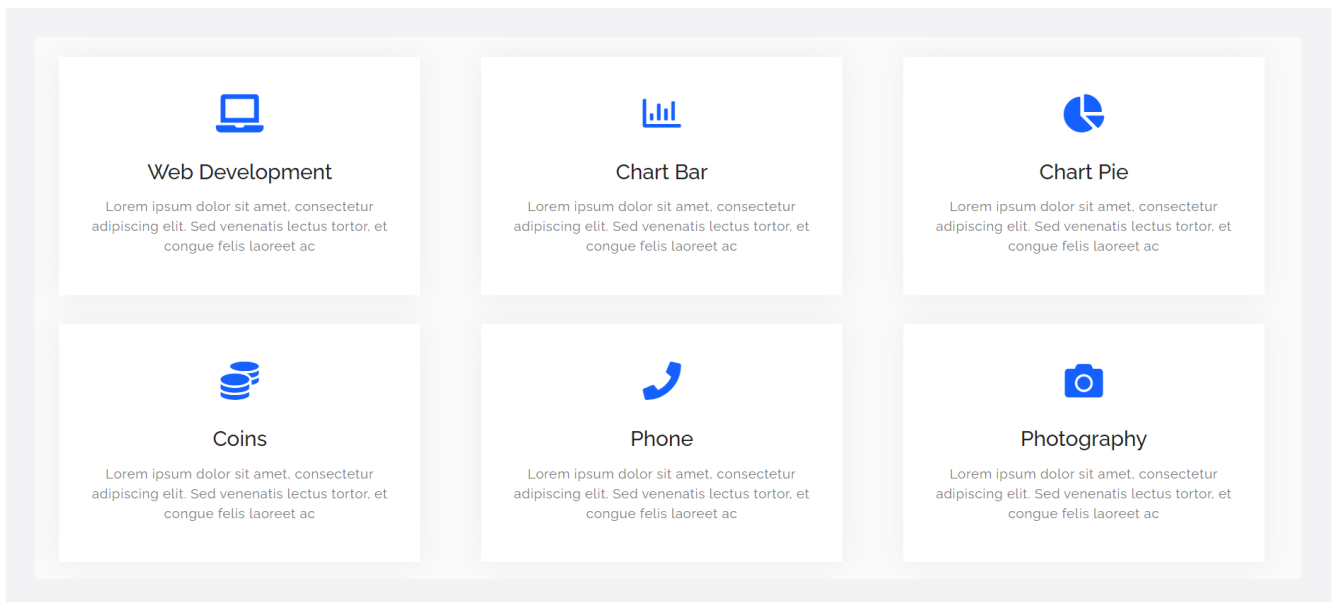 Web Development
Lorem ipsum dolor sit amet, consectetur
adipiscing elit. Sed venenatis lectus tortor, et
congue felis laoreet ac
Chart Bar
Lorem ipsum dolor sit amet, consectetur
adipiscing elit. Sed venenatis lectus tortor, et
congue felis laoreet ac
Chart Pie
Lorem ipsum dolor sit amet, consectetur
adipiscing elit. Sed venenatis lectus tortor, et
congue felis laoreet ac
Coins
Lorem ipsum dolor sit amet, consectetur
adipiscing elit. Sed venenatis lectus tortor, et
congue felis laoreet ac
Phone
Lorem ipsum dolor sit amet, consectetur
adipiscing elit. Sed venenatis lectus tortor, et
congue felis laoreet ac
Photography
Lorem ipsum dolor sit amet, consectetur
adipiscing elit. Sed venenatis lectus tortor, et
congue felis laoreet ac